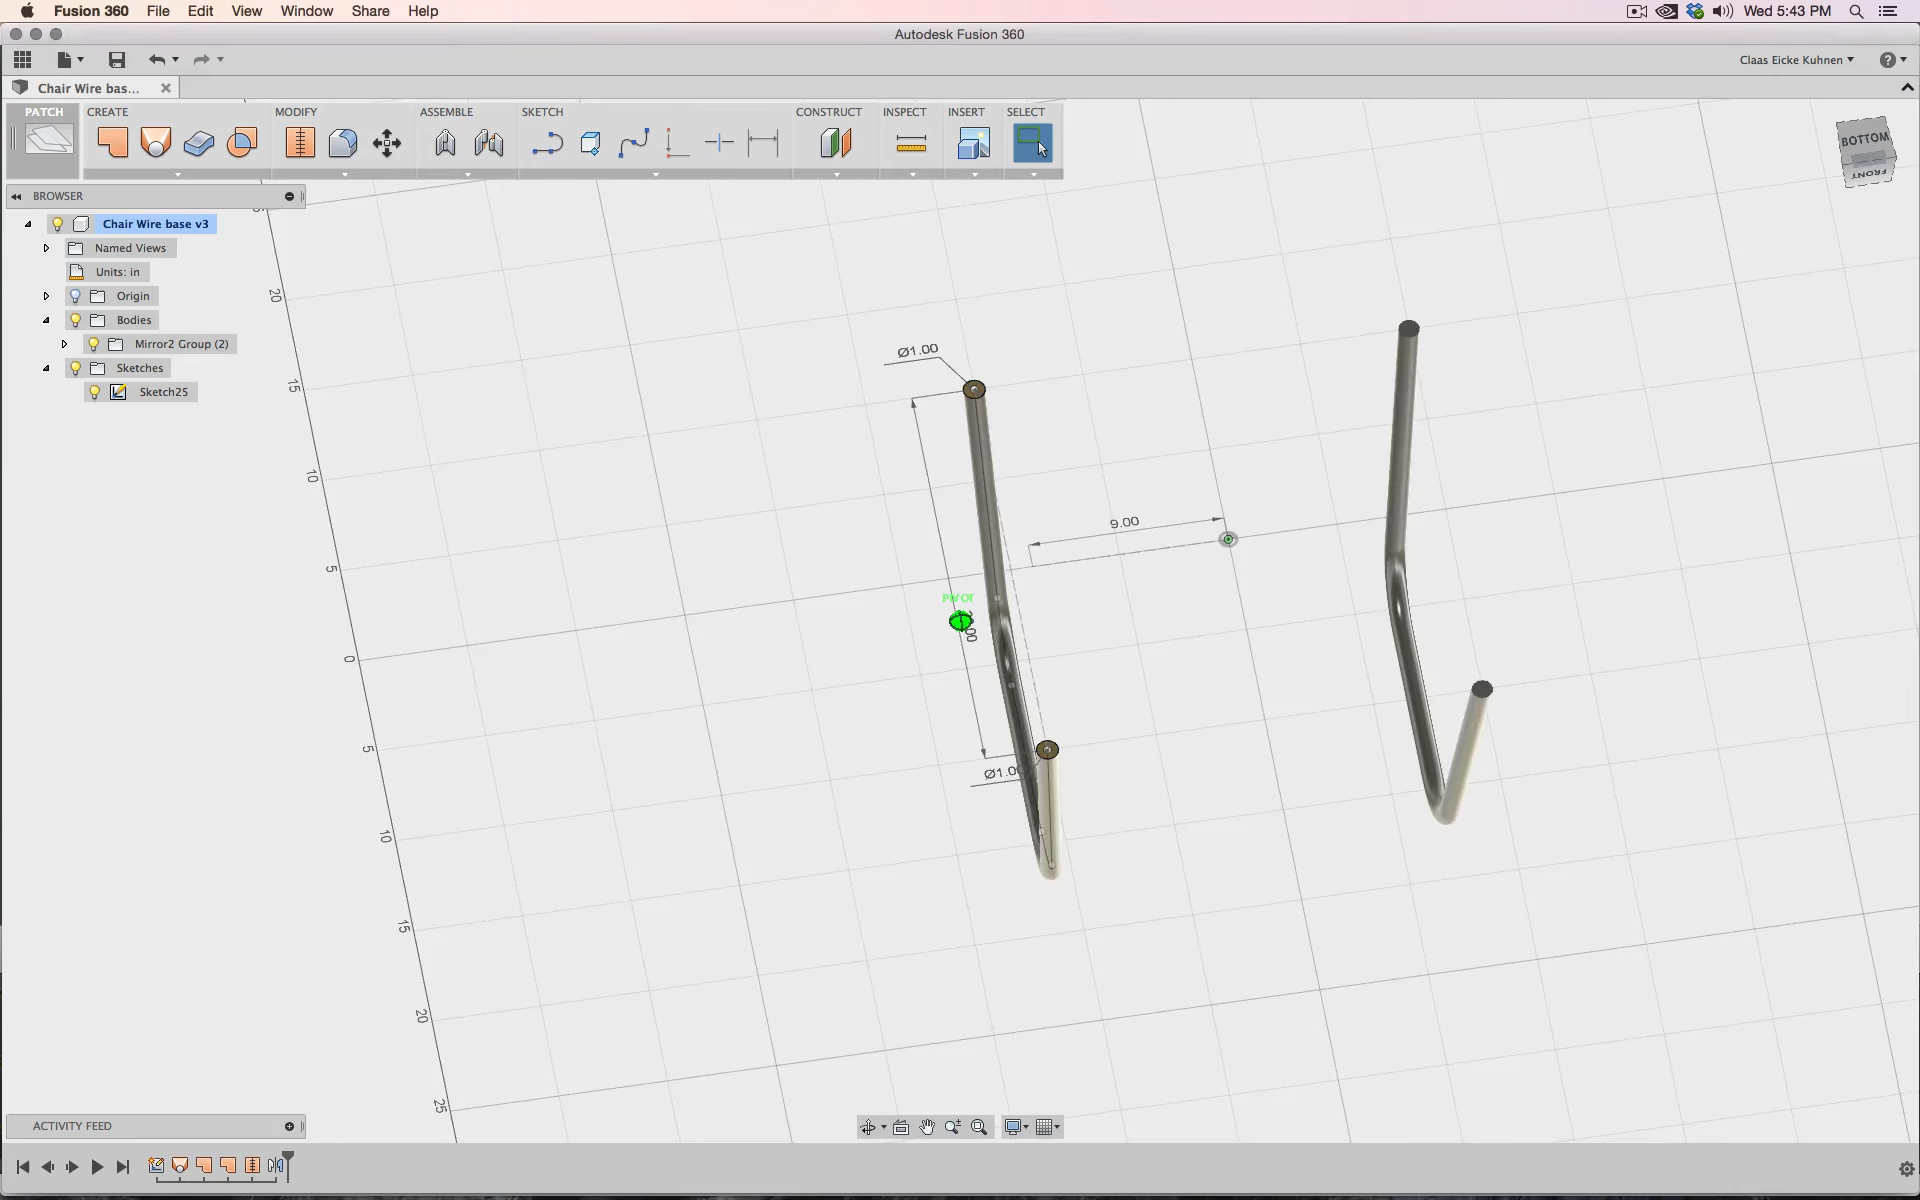 Fusion 360 File Edit View Window Share Help Wed 5:43 PM
Autodesk Fusion 360
Claas Eicke Kuhnen
Chair Wire bas...
PATCH CREATE MODIFY ASSEMBLE SKETCH CONSTRUCT INSPECT INSERT SELECT
BOTTOM
FRONT
BROWSER
Chair Wire base v3
Named Views
Units: in
Origin
Bodies
Mirror2 Group (2)
Sketches
Sketch25
20
15
10
5
0
5
10
15
20
25
Ø1.00
9.00
PIVOT
Ø1.00
ACTIVITY FEED